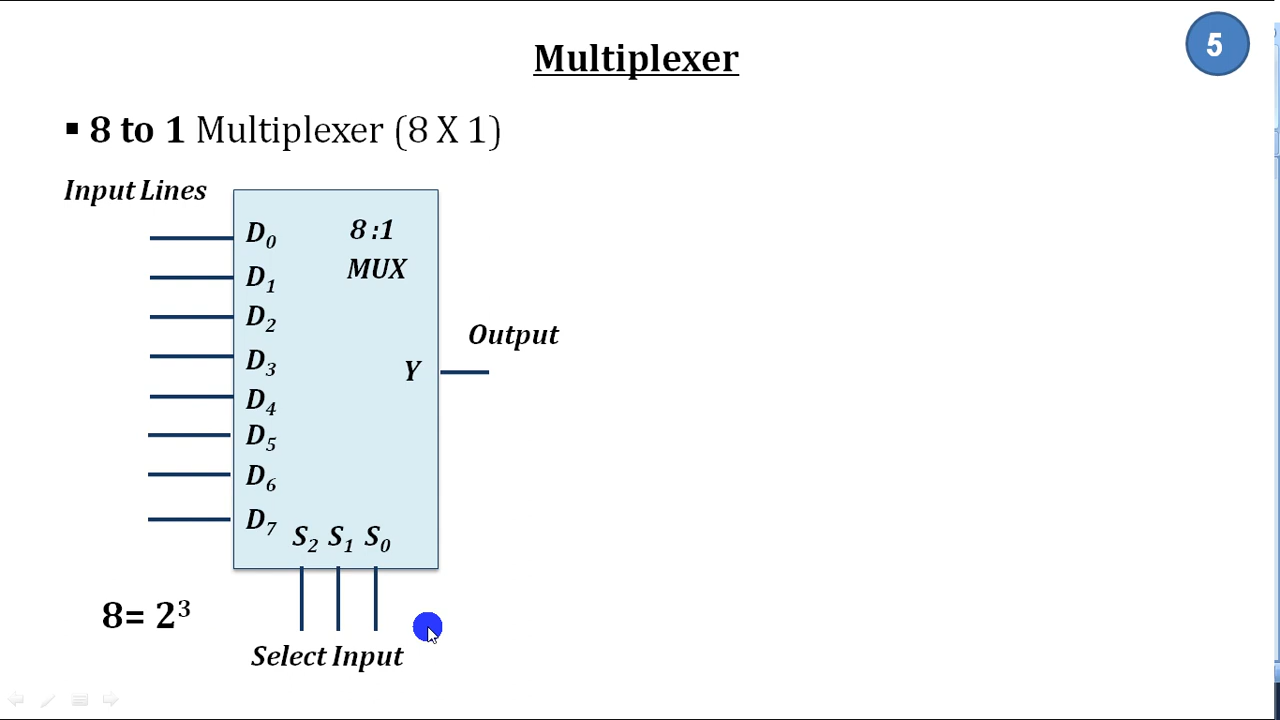 5
Multiplexer
▪ 8 to 1 Multiplexer (8 X 1)
Input Lines
8 :1
MUX
D₀
D₁
D₂
D₃
D₄
D₅
D₆
D₇
Output
Y
S₂ S₁ S₀
8= 2³
Select Input